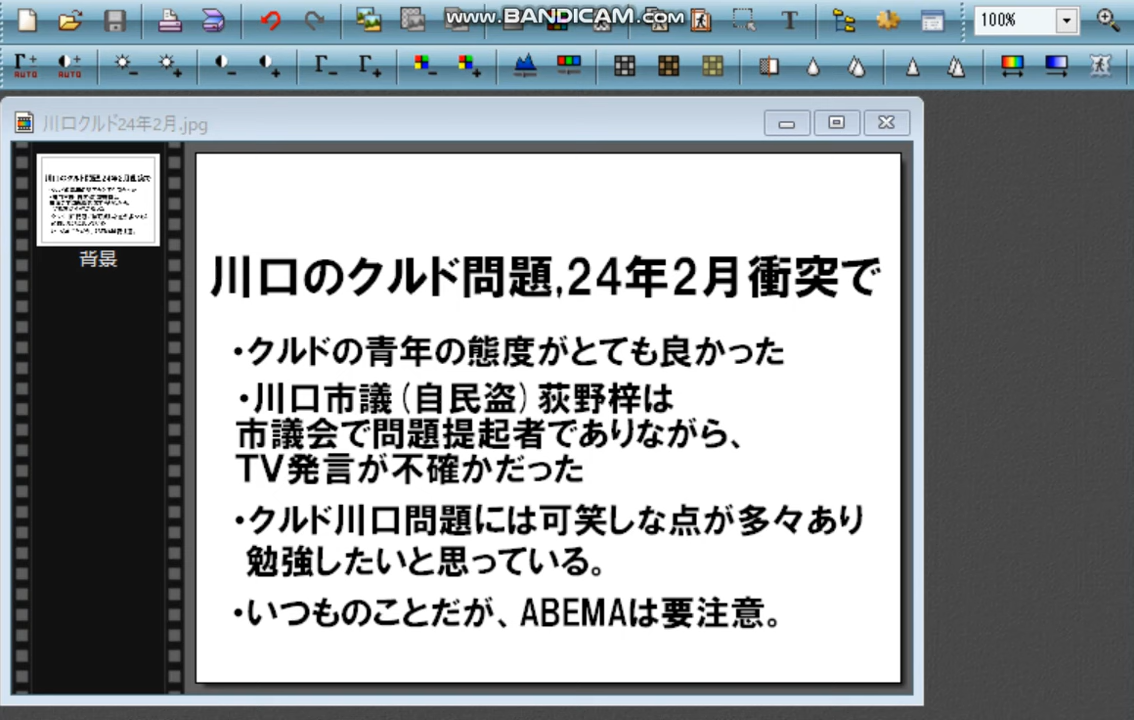 www.BANDICAM.com
100%
AUTO AUTO
川口クルド24年2月.jpg
背景
川口のクルド問題,24年2月衝突で
・クルドの青年の態度がとても良かった
・川口市議(自民盗)荻野梓は
市議会で問題提起者でありながら、
TV発言が不確かだった
・クルド川口問題には可笑しな点が多々あり
勉強したいと思っている。
・いつものことだが、ABEMAは要注意。